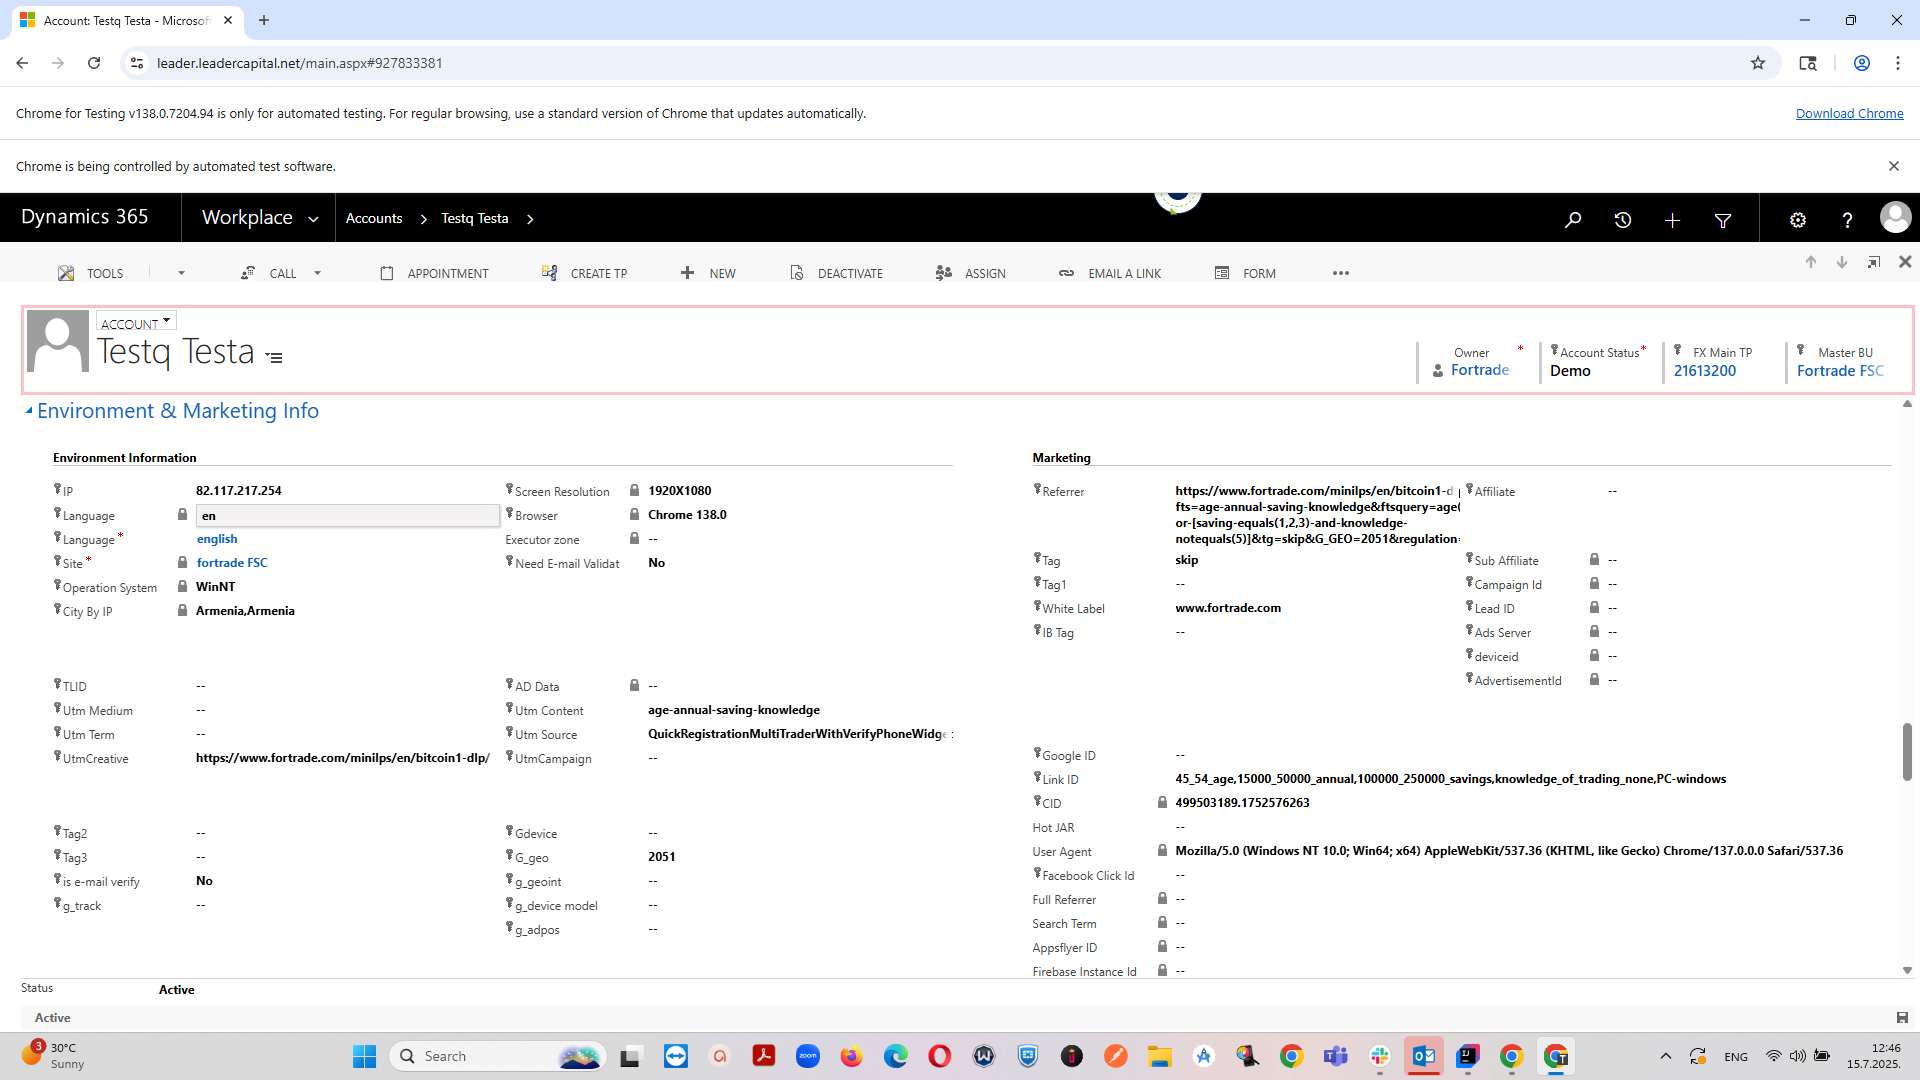 Account: Testq Testa - Microsof
leader.leadercapital.net/main.aspx#927833381
Chrome for Testing v138.0.7204.94 is only for automated testing. For regular browsing, use a standard version of Chrome that updates automatically.
Download Chrome
Chrome is being controlled by automated test software.
Dynamics 365
Workplace
Accounts
Testq Testa
TOOLS
CALL
APPOINTMENT
CREATE TP
NEW
DEACTIVATE
ASSIGN
EMAIL A LINK
FORM
ACCOUNT
Testq Testa
Owner *
Fortrade
Account Status *
Demo
FX Main TP
21613200
Master BU
Fortrade FSC
Environment & Marketing Info
Environment Information
IP 82.117.217.254
Language en
Language * english
Site * fortrade FSC
Operation System WinNT
City By IP Armenia,Armenia
Screen Resolution 1920X1080
Browser Chrome 138.0
Executor zone --
Need E-mail Validat No
TLID --
Utm Medium --
Utm Term --
UtmCreative https://www.fortrade.com/minilps/en/bitcoin1-dlp/
AD Data --
Utm Content age-annual-saving-knowledge
Utm Source QuickRegistrationMultiTraderWithVerifyPhoneWidge
UtmCampaign --
Tag2 --
Tag3 --
is e-mail verify No
g_track --
Gdevice --
G_geo 2051
g_geoint --
g_device model --
g_adpos --
Marketing
Referrer https://www.fortrade.com/minilps/en/bitcoin1-d
fts=age-annual-saving-knowledge&ftsquery=age(
or-[saving-equals(1,2,3)-and-knowledge-
notequals(5)]&tg=skip&G_GEO=2051&regulation=
Tag skip
Tag1 --
White Label www.fortrade.com
IB Tag --
Affiliate --
Sub Affiliate --
Campaign Id --
Lead ID --
Ads Server --
deviceid --
AdvertisementId --
Google ID --
Link ID 45_54_age,15000_50000_annual,100000_250000_savings,knowledge_of_trading_none,PC-windows
CID 499503189.1752576263
Hot JAR --
User Agent Mozilla/5.0 (Windows NT 10.0; Win64; x64) AppleWebKit/537.36 (KHTML, like Gecko) Chrome/137.0.0.0 Safari/537.36
Facebook Click Id --
Full Referrer --
Search Term --
Appsflyer ID --
Firebase Instance Id --
Status Active
Active
3
30°C
Sunny
Search
zoom
ENG
12:46
15.7.2025.